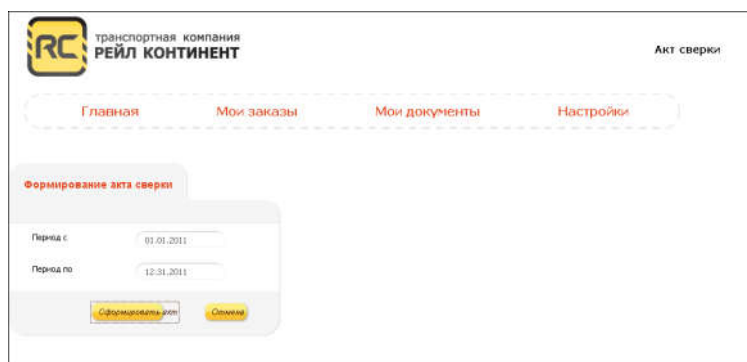 RC
транспортная компания
РЕЙЛ КОНТИНЕНТ
Акт сверки
Главная
Мои заказы
Мои документы
Настройки
Формирование акта сверки
Период с
01.01.2011
Период по
12.31.2011
Сформировать акт
Отмена